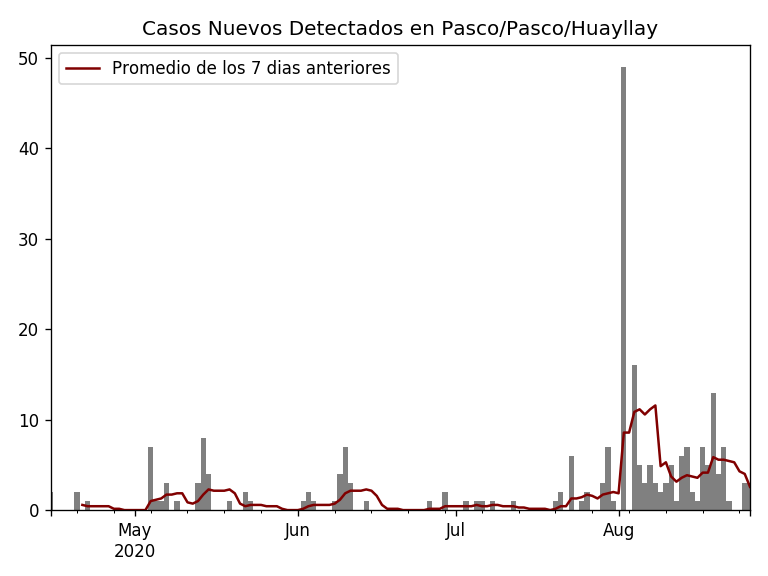 Casos Nuevos Detectados en Pasco/Pasco/Huayllay
Promedio de los 7 dias anteriores
50
40
30
20
10
0
May
2020
Jun
Jul
Aug